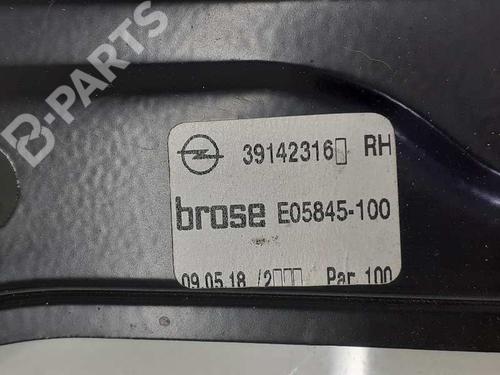 B-PARTS
39142316▯ RH
brose E05845-100
09.05.18 /2▯▯▯ Par 100